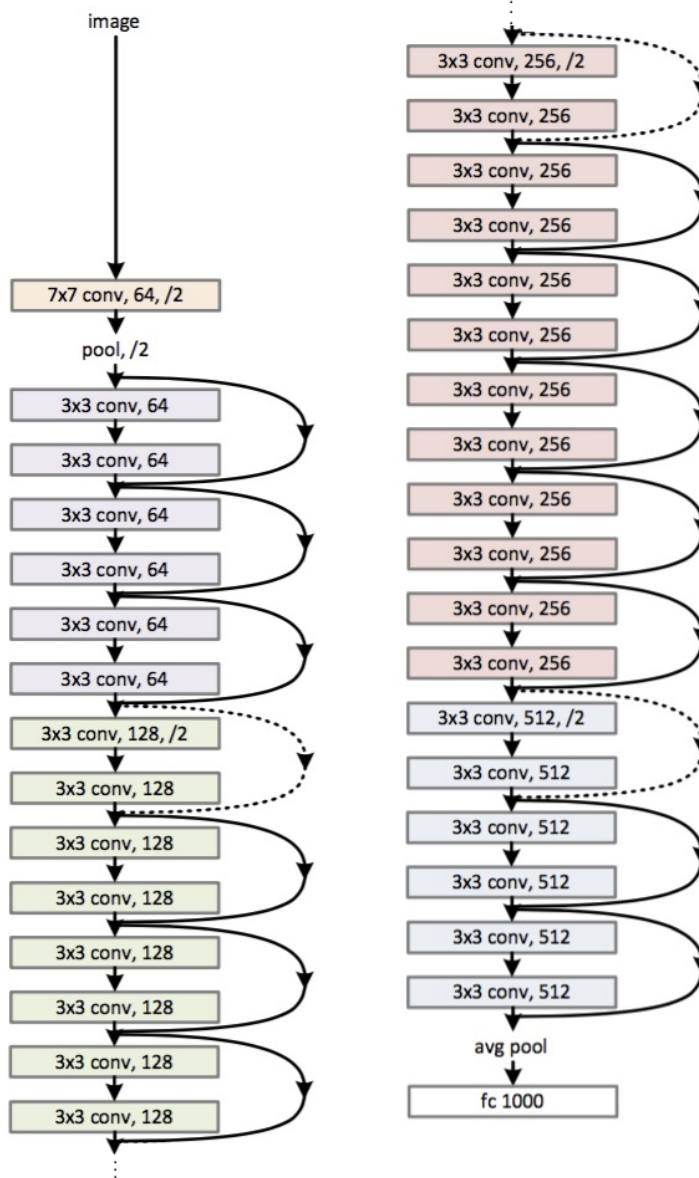 image
7x7 conv, 64, /2
pool, /2
3x3 conv, 64
3x3 conv, 64
3x3 conv, 64
3x3 conv, 64
3x3 conv, 64
3x3 conv, 64
3x3 conv, 128, /2
3x3 conv, 128
3x3 conv, 128
3x3 conv, 128
3x3 conv, 128
3x3 conv, 128
3x3 conv, 128
3x3 conv, 128
3x3 conv, 256, /2
3x3 conv, 256
3x3 conv, 256
3x3 conv, 256
3x3 conv, 256
3x3 conv, 256
3x3 conv, 256
3x3 conv, 256
3x3 conv, 256
3x3 conv, 256
3x3 conv, 256
3x3 conv, 256
3x3 conv, 512, /2
3x3 conv, 512
3x3 conv, 512
3x3 conv, 512
3x3 conv, 512
3x3 conv, 512
avg pool
fc 1000